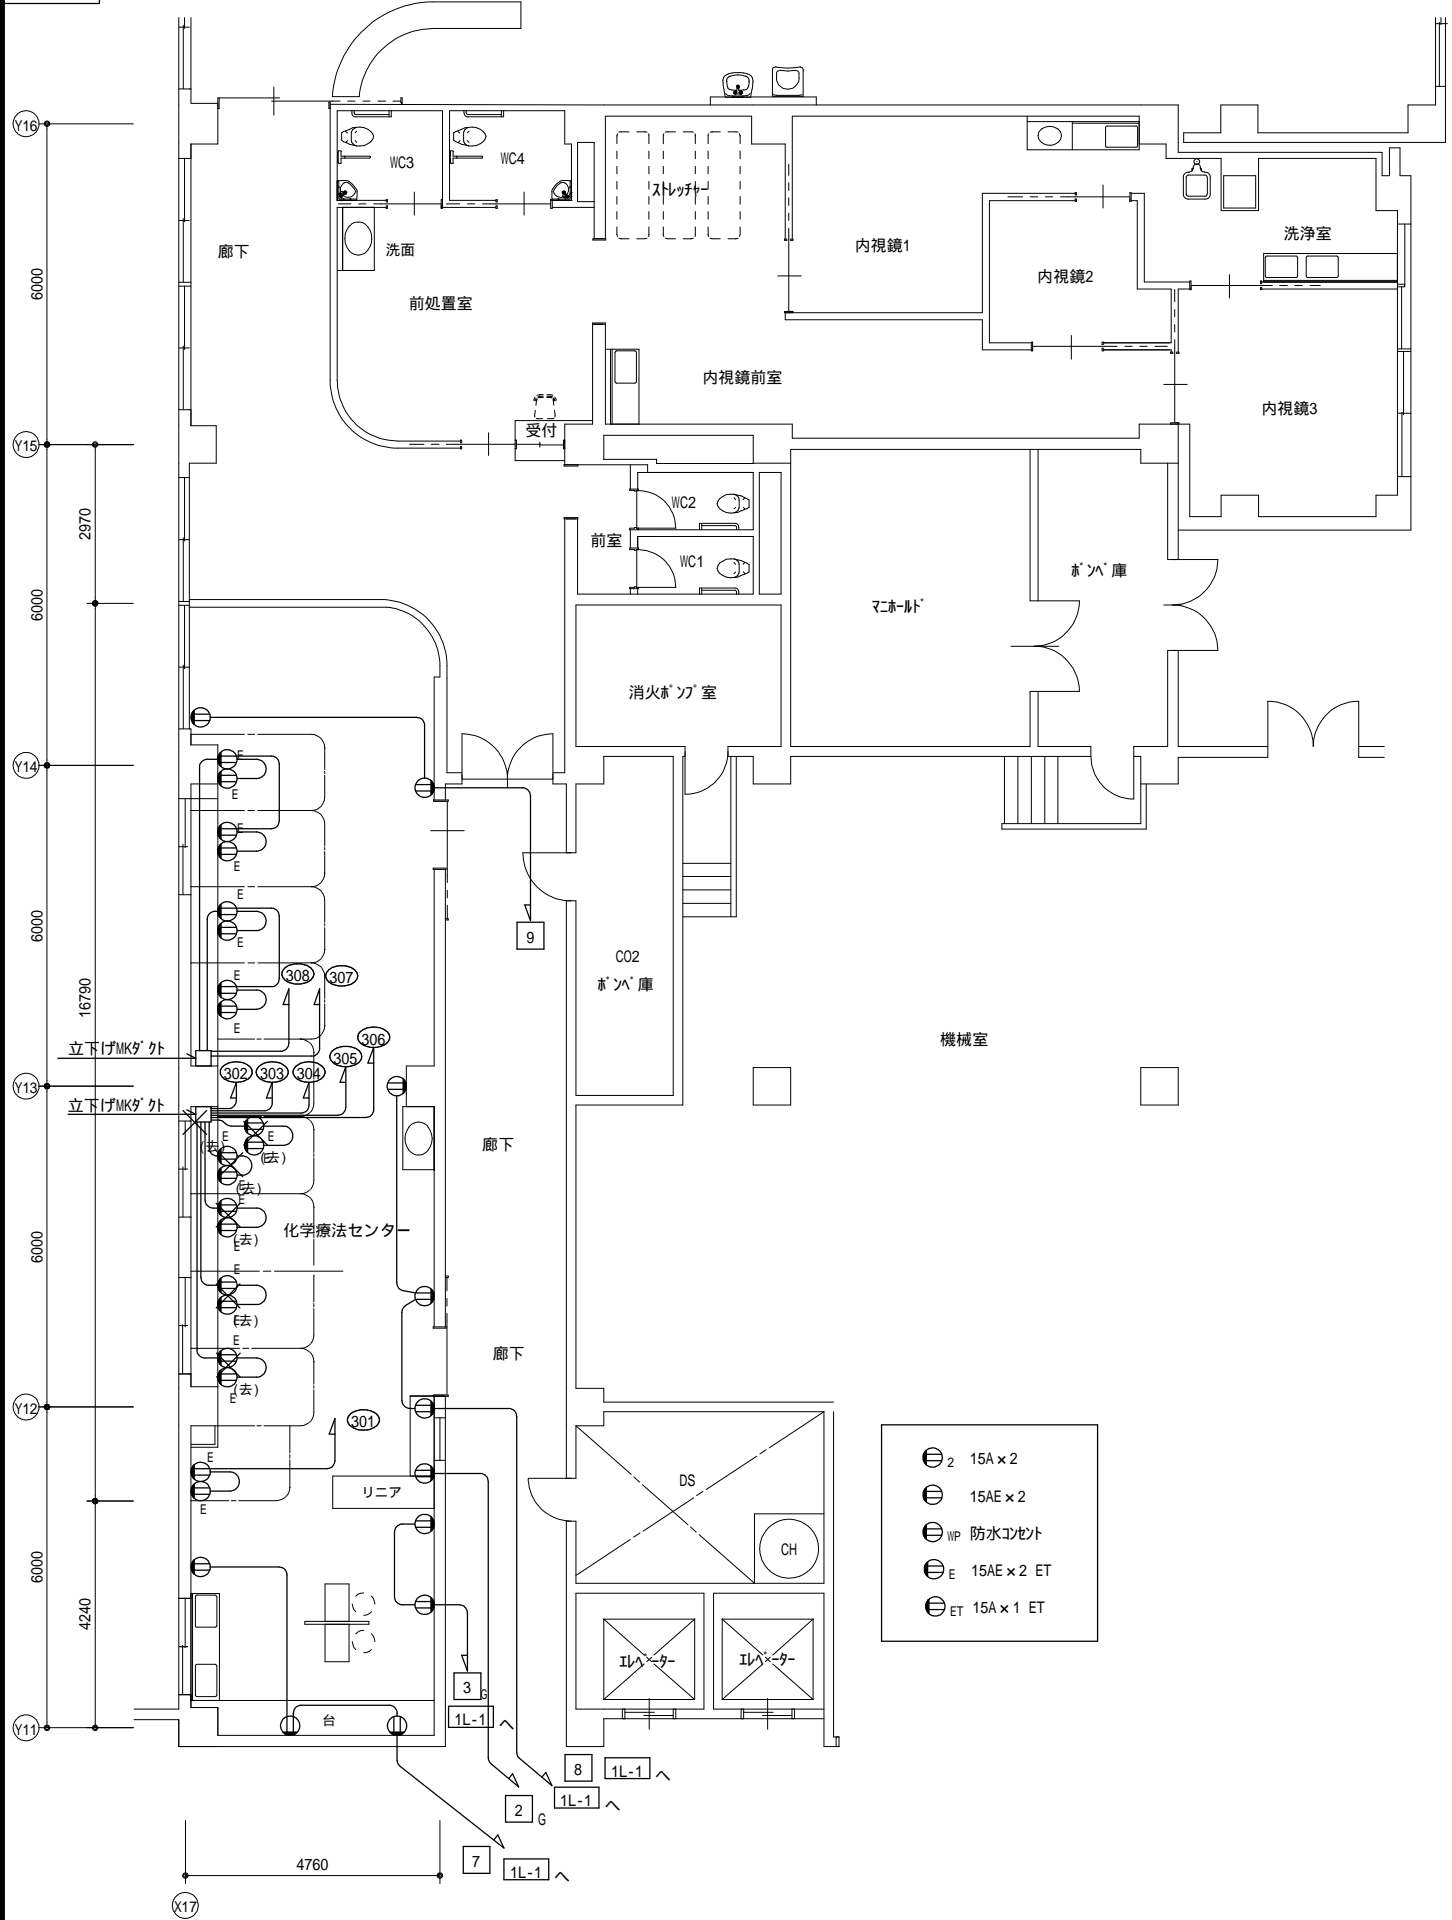 Y16
WC3
WC4
ストレッチャー
廊下
洗面
内視鏡1
洗浄室
6000
前処置室
内視鏡2
内視鏡前室
内視鏡3
受付
Y15
2970
WC2
前室
WC1
ボンベ庫
6000
マニホールド
消火ポンプ室
Y14
E
E
E
E
E
E
9
6000
CO2
ボンベ庫
E
308
307
16790
E
306
機械室
立下げMKダクト
305
302
303
304
Y13
立下げMKダクト
E
E
(去)
(去)
E
廊下
(去)
E
E
化学療法センター
(去)
E
6000
E
(去)
E
E
廊下
(去)
E
Y12
301
E
2 15A×2
DS
リニア
15AE×2
E
WP 防水コンセント
CH
6000
E 15AE×2 ET
4240
ET 15A×1 ET
エレベーター
エレベーター
3 G
台
1L-1 へ
Y11
8
1L-1 へ
2 G
1L-1 へ
7
1L-1 へ
4760
X17